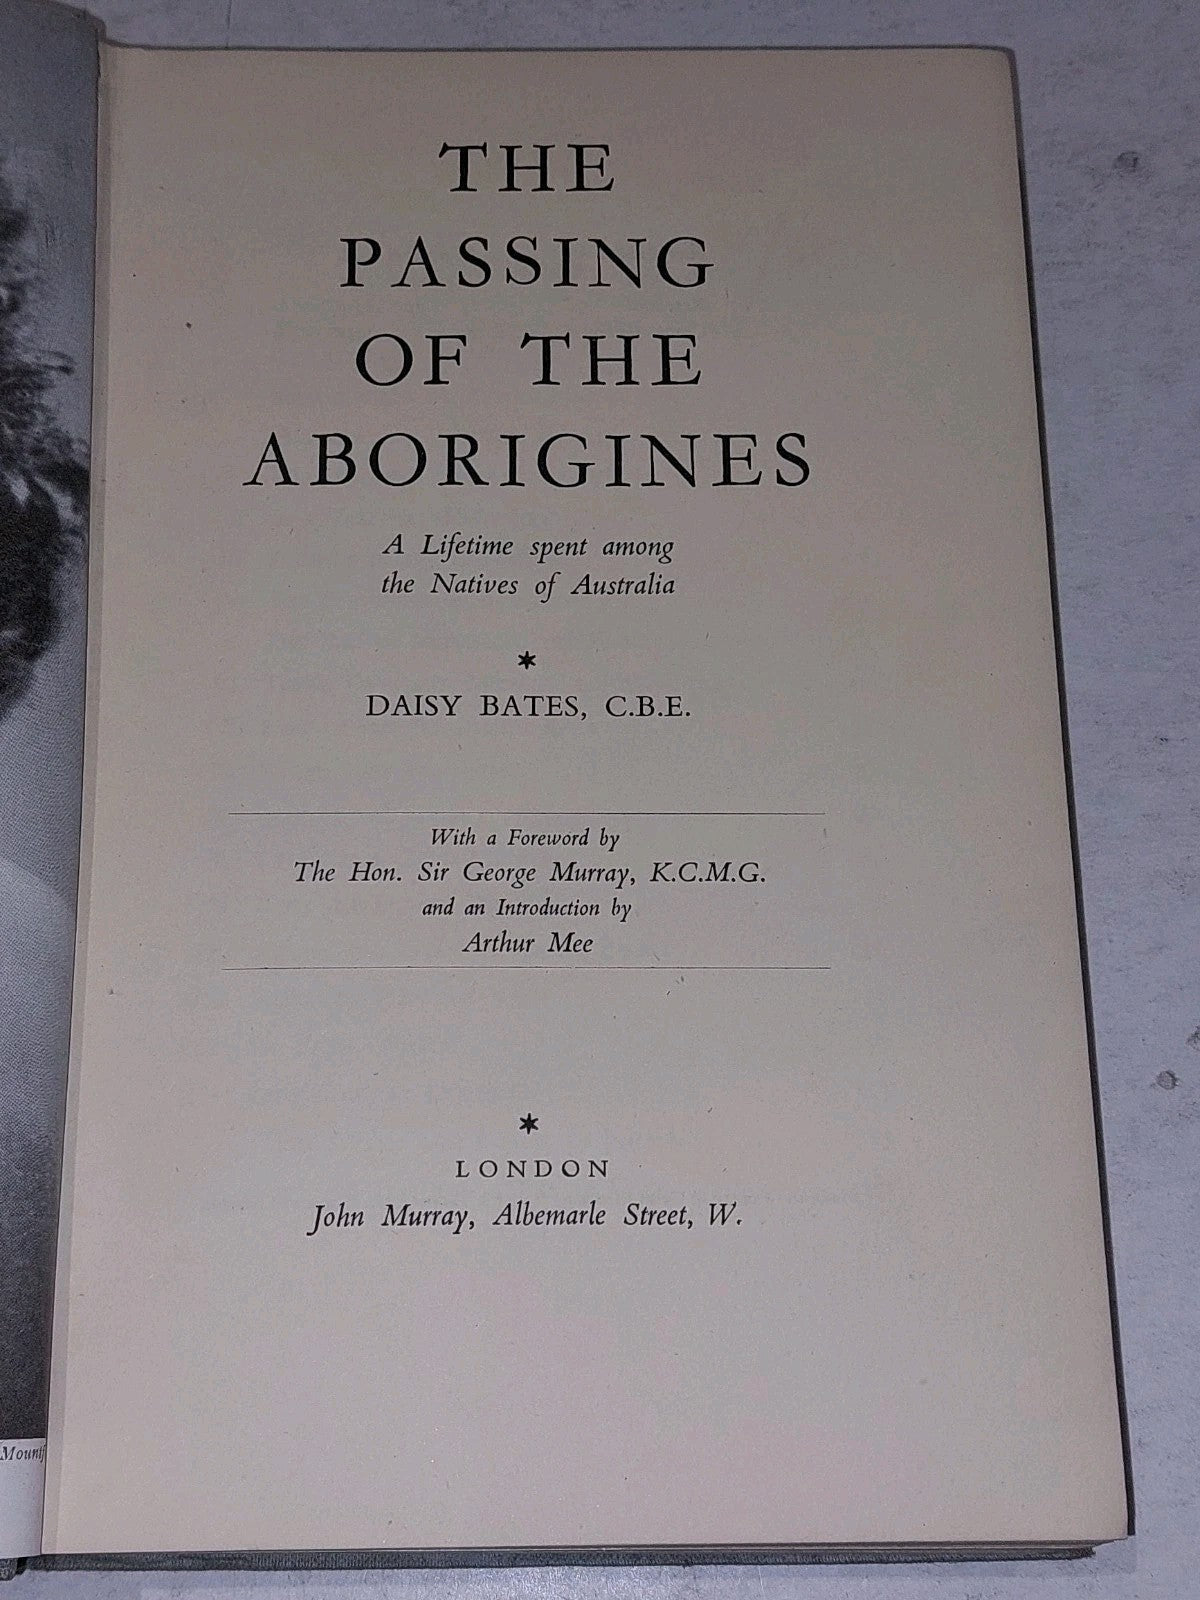 THE
PASSING
OF THE
ABORIGINES
A Lifetime spent among
the Natives of Australia
DAISY BATES, C.B.E.
With a Foreword by
The Hon. Sir George Murray, K.C.M.G.
and an Introduction by
Arthur Mee
LONDON
John Murray, Albemarle Street, W.